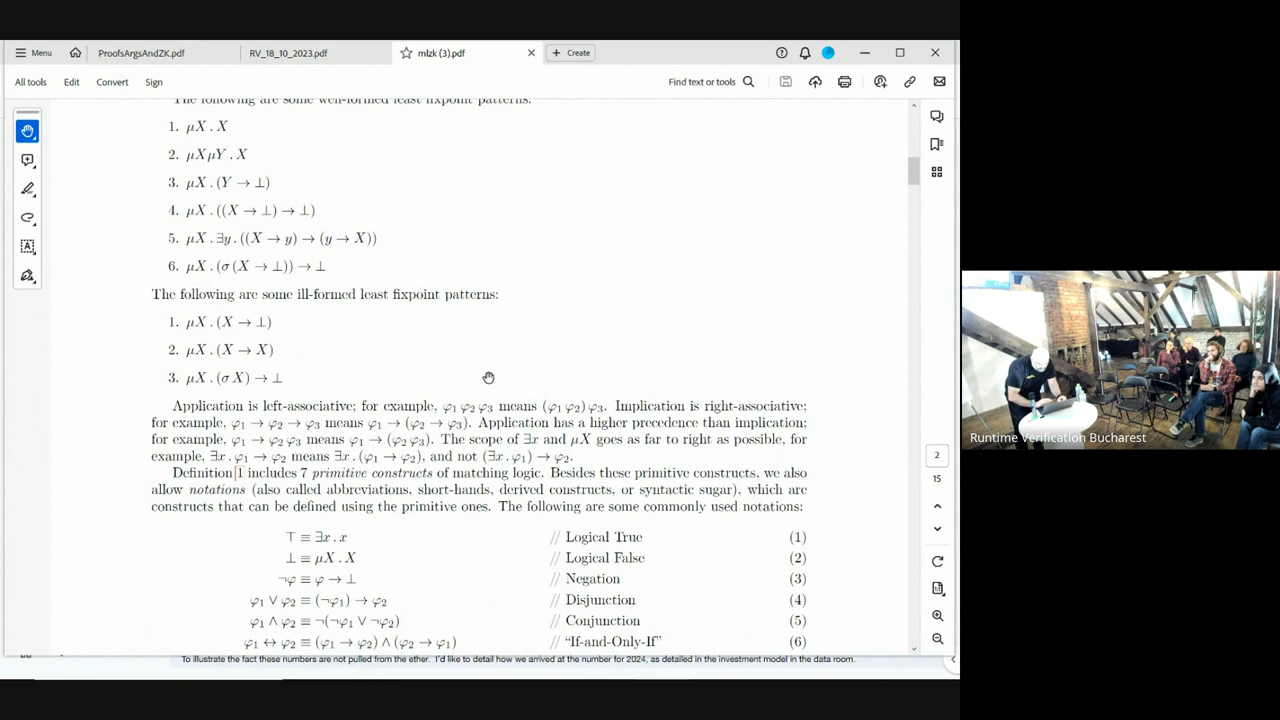 Menu
ProofsArgsAndZK.pdf
RV_18_10_2023.pdf
mlzk (3).pdf
Create
All tools
Edit
Convert
Sign
Find text or tools
The following are some well-formed least fixpoint patterns:
1. μX . X
2. μXμY . X
3. μX . (Y → ⊥)
4. μX . ((X → ⊥) → ⊥)
5. μX . ∃y . ((X → y) → (y → X))
6. μX . (σ (X → ⊥)) → ⊥
The following are some ill-formed least fixpoint patterns:
1. μX . (X → ⊥)
2. μX . (X → X)
3. μX . (σ X) → ⊥
Application is left-associative; for example, φ₁ φ₂ φ₃ means (φ₁ φ₂) φ₃. Implication is right-associative;
for example, φ₁ → φ₂ → φ₃ means φ₁ → (φ₂ → φ₃). Application has a higher precedence than implication;
for example, φ₁ → φ₂ φ₃ means φ₁ → (φ₂ φ₃). The scope of ∃x and μX goes as far to right as possible, for
example, ∃x . φ₁ → φ₂ means ∃x . (φ₁ → φ₂), and not (∃x . φ₁) → φ₂.
Definition 1 includes 7 primitive constructs of matching logic. Besides these primitive constructs, we also
allow notations (also called abbreviations, short-hands, derived constructs, or syntactic sugar), which are
constructs that can be defined using the primitive ones. The following are some commonly used notations:
⊤ ≡ ∃x . x // Logical True (1)
⊥ ≡ μX . X // Logical False (2)
¬φ ≡ φ → ⊥ // Negation (3)
φ₁ ∨ φ₂ ≡ (¬φ₁) → φ₂ // Disjunction (4)
φ₁ ∧ φ₂ ≡ ¬(¬φ₁ ∨ ¬φ₂) // Conjunction (5)
φ₁ ↔ φ₂ ≡ (φ₁ → φ₂) ∧ (φ₂ → φ₁) // “If-and-Only-If” (6)
2
15
To illustrate the fact these numbers are not pulled from the ether. I'd like to detail how we arrived at the number for 2024, as detailed in the investment model in the data room.
Runtime Verification Bucharest